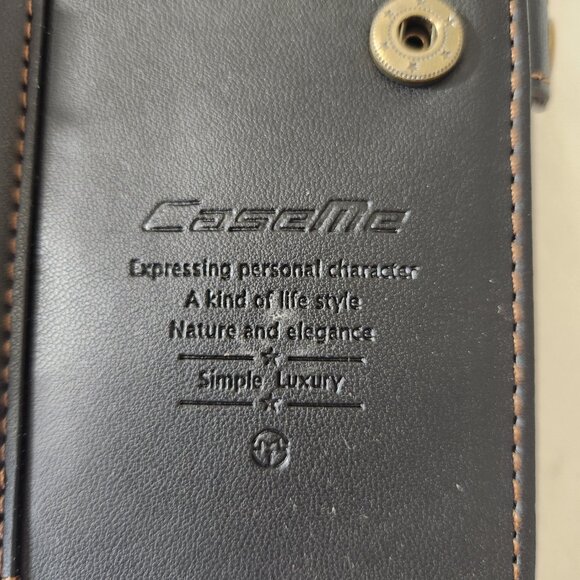 CaseMe
Expressing personal character
A kind of life style
Nature and elegance
Simple Luxury